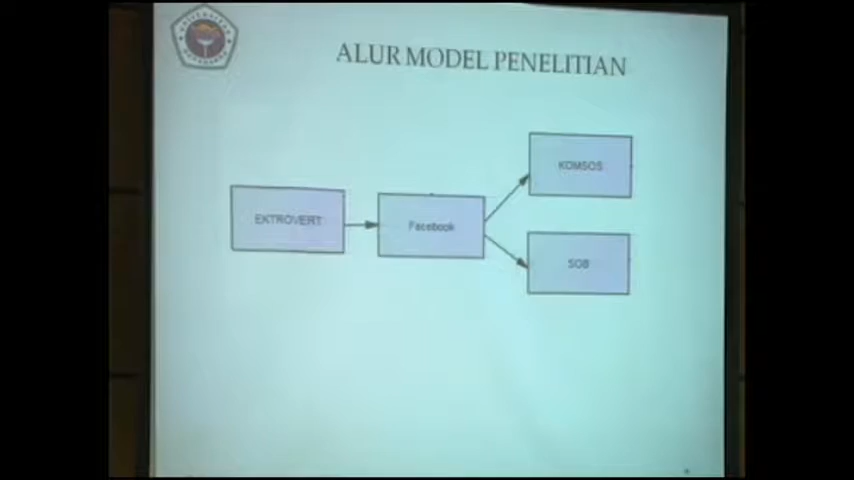 ALUR MODEL PENELITIAN
KOMSOS
EKTROVERT
Facebook
SOB